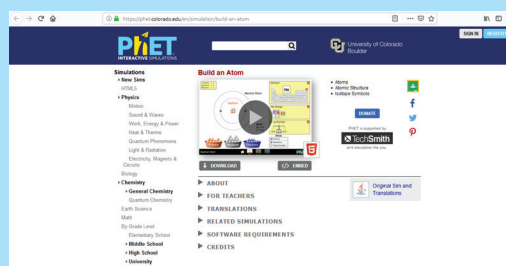 https://phet.colorado.edu/en/simulation/build-an-atom
SIGN IN
PhET
INTERACTIVE SIMULATIONS
University of Colorado
Boulder
Simulations
New Sims
HTML5
Physics
Motion
Sound & Waves
Work, Energy & Power
Heat & Thermo
Quantum Phenomena
Light & Radiation
Electricity, Magnets &
Circuits
Biology
Chemistry
General Chemistry
Quantum Chemistry
Earth Science
Math
By Grade Level
Elementary School
Middle School
High School
University
Build an Atom
DOWNLOAD
EMBED
ABOUT
FOR TEACHERS
TRANSLATIONS
RELATED SIMULATIONS
SOFTWARE REQUIREMENTS
CREDITS
Atoms
Atomic Structure
Isotope Symbols
DONATE
PhET is supported by
TechSmith
and educators like you.
Original Sim and
Translations